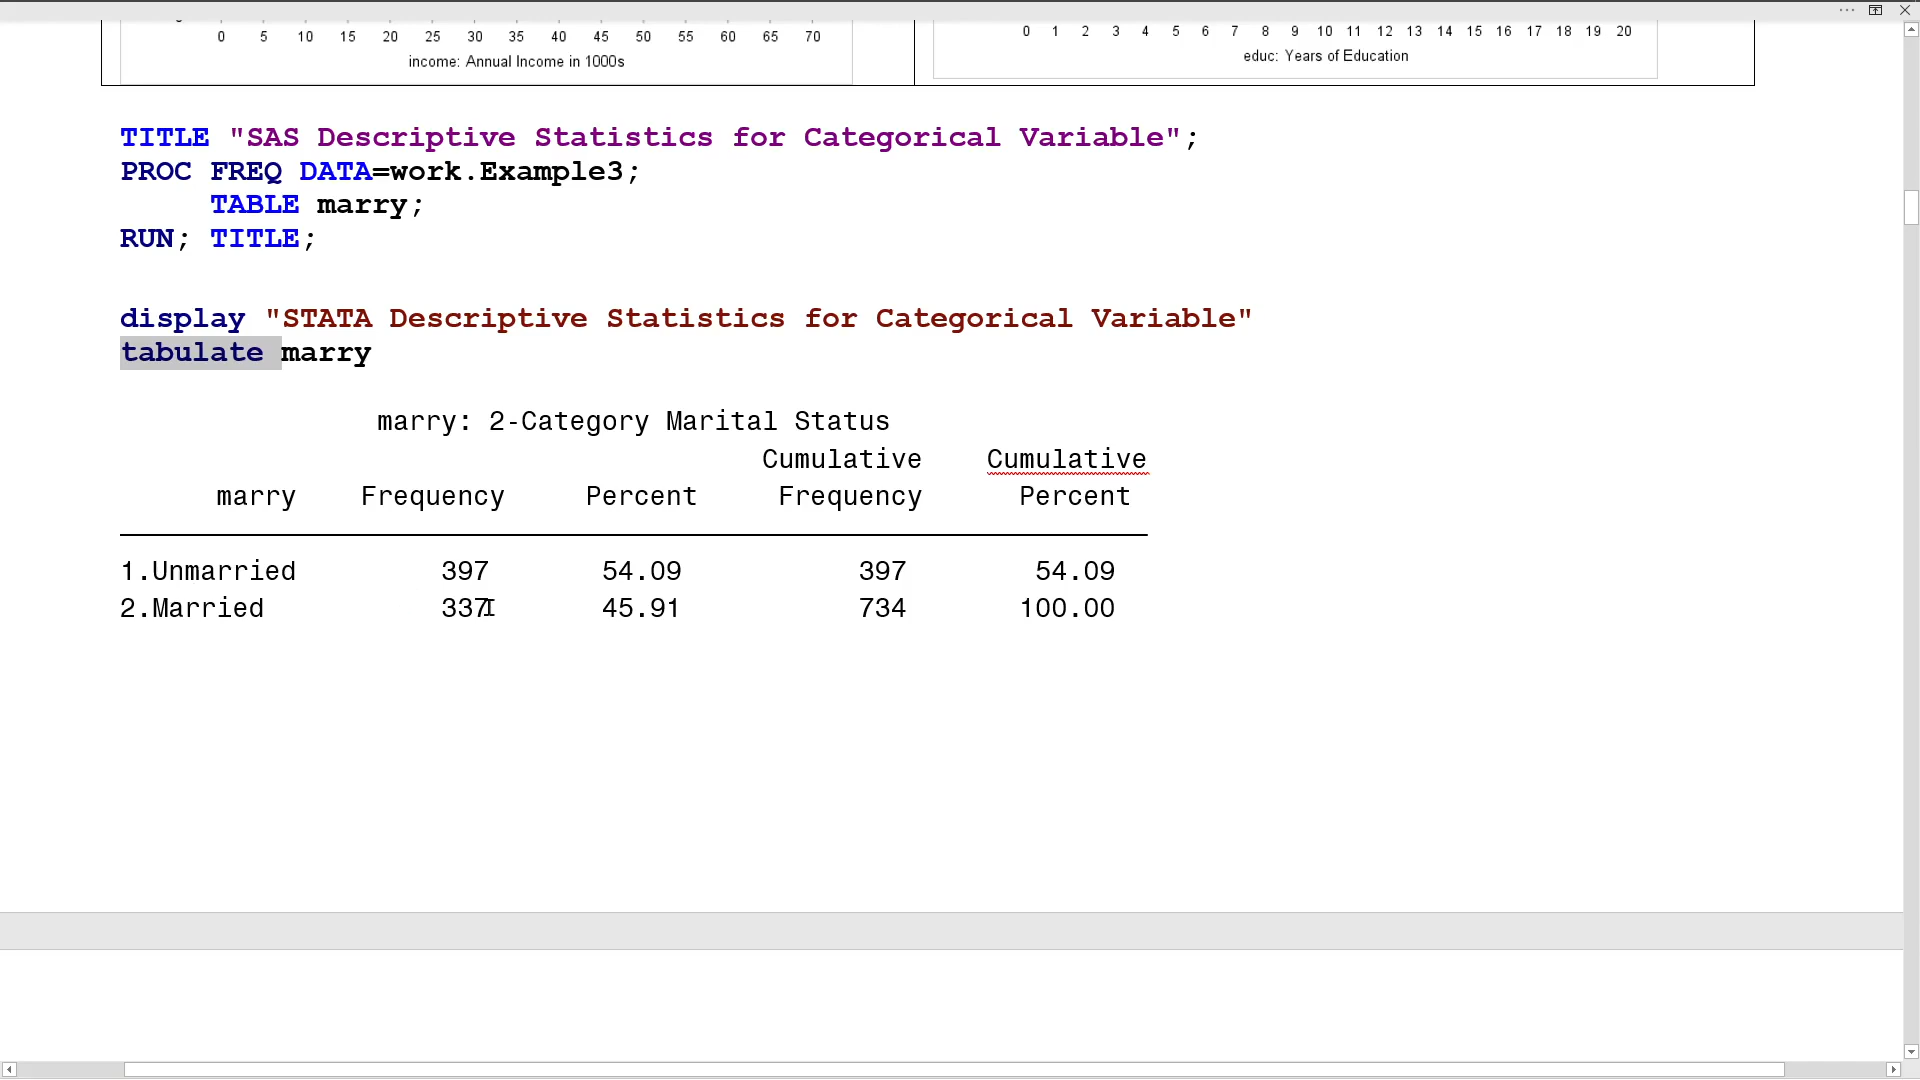 0 5 10 15 20 25 30 35 40 45 50 55 60 65 70
income: Annual Income in 1000s
0 1 2 3 4 5 6 7 8 9 10 11 12 13 14 15 16 17 18 19 20
educ: Years of Education
TITLE "SAS Descriptive Statistics for Categorical Variable";
PROC FREQ DATA=work.Example3;
TABLE marry;
RUN; TITLE;
display "STATA Descriptive Statistics for Categorical Variable"
tabulate marry
marry: 2-Category Marital Status
Cumulative Cumulative
marry Frequency Percent Frequency Percent
1.Unmarried 397 54.09 397 54.09
2.Married 337 45.91 734 100.00